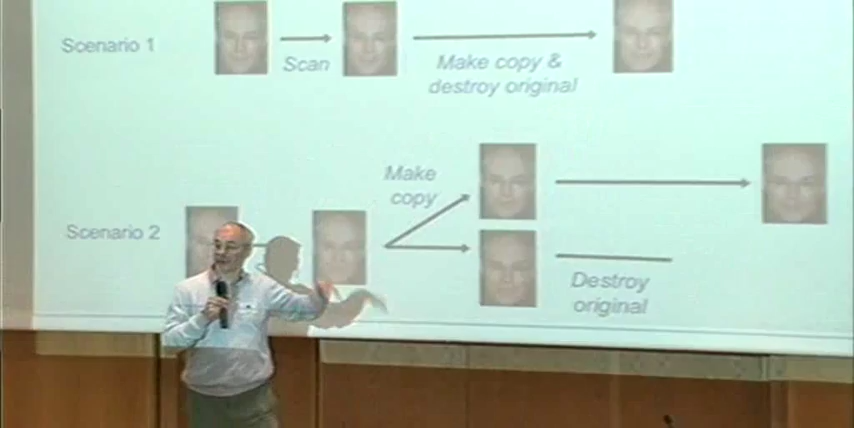 Scenario 1
Scan
Make copy &
destroy original
Make
copy
Scenario 2
Destroy
original